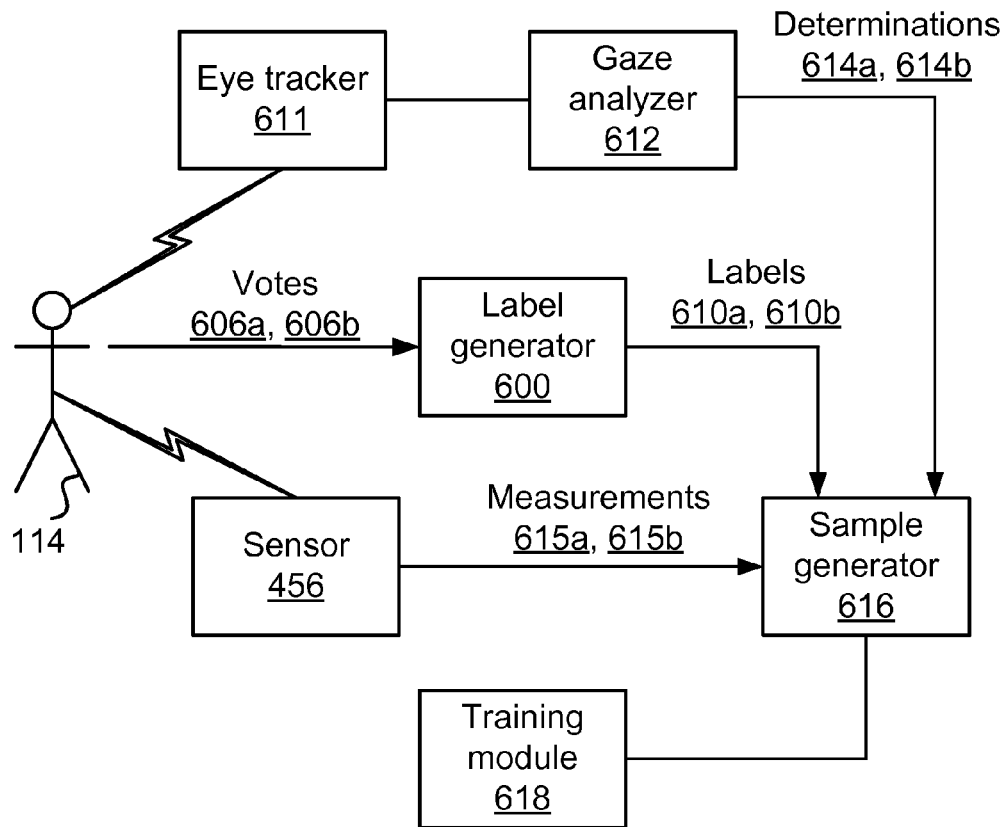 Eye tracker
611
Gaze
analyzer
612
Determinations
614a, 614b
Votes
606a, 606b
Label
generator
600
Labels
610a, 610b
114
Sensor
456
Measurements
615a, 615b
Sample
generator
616
Training
module
618